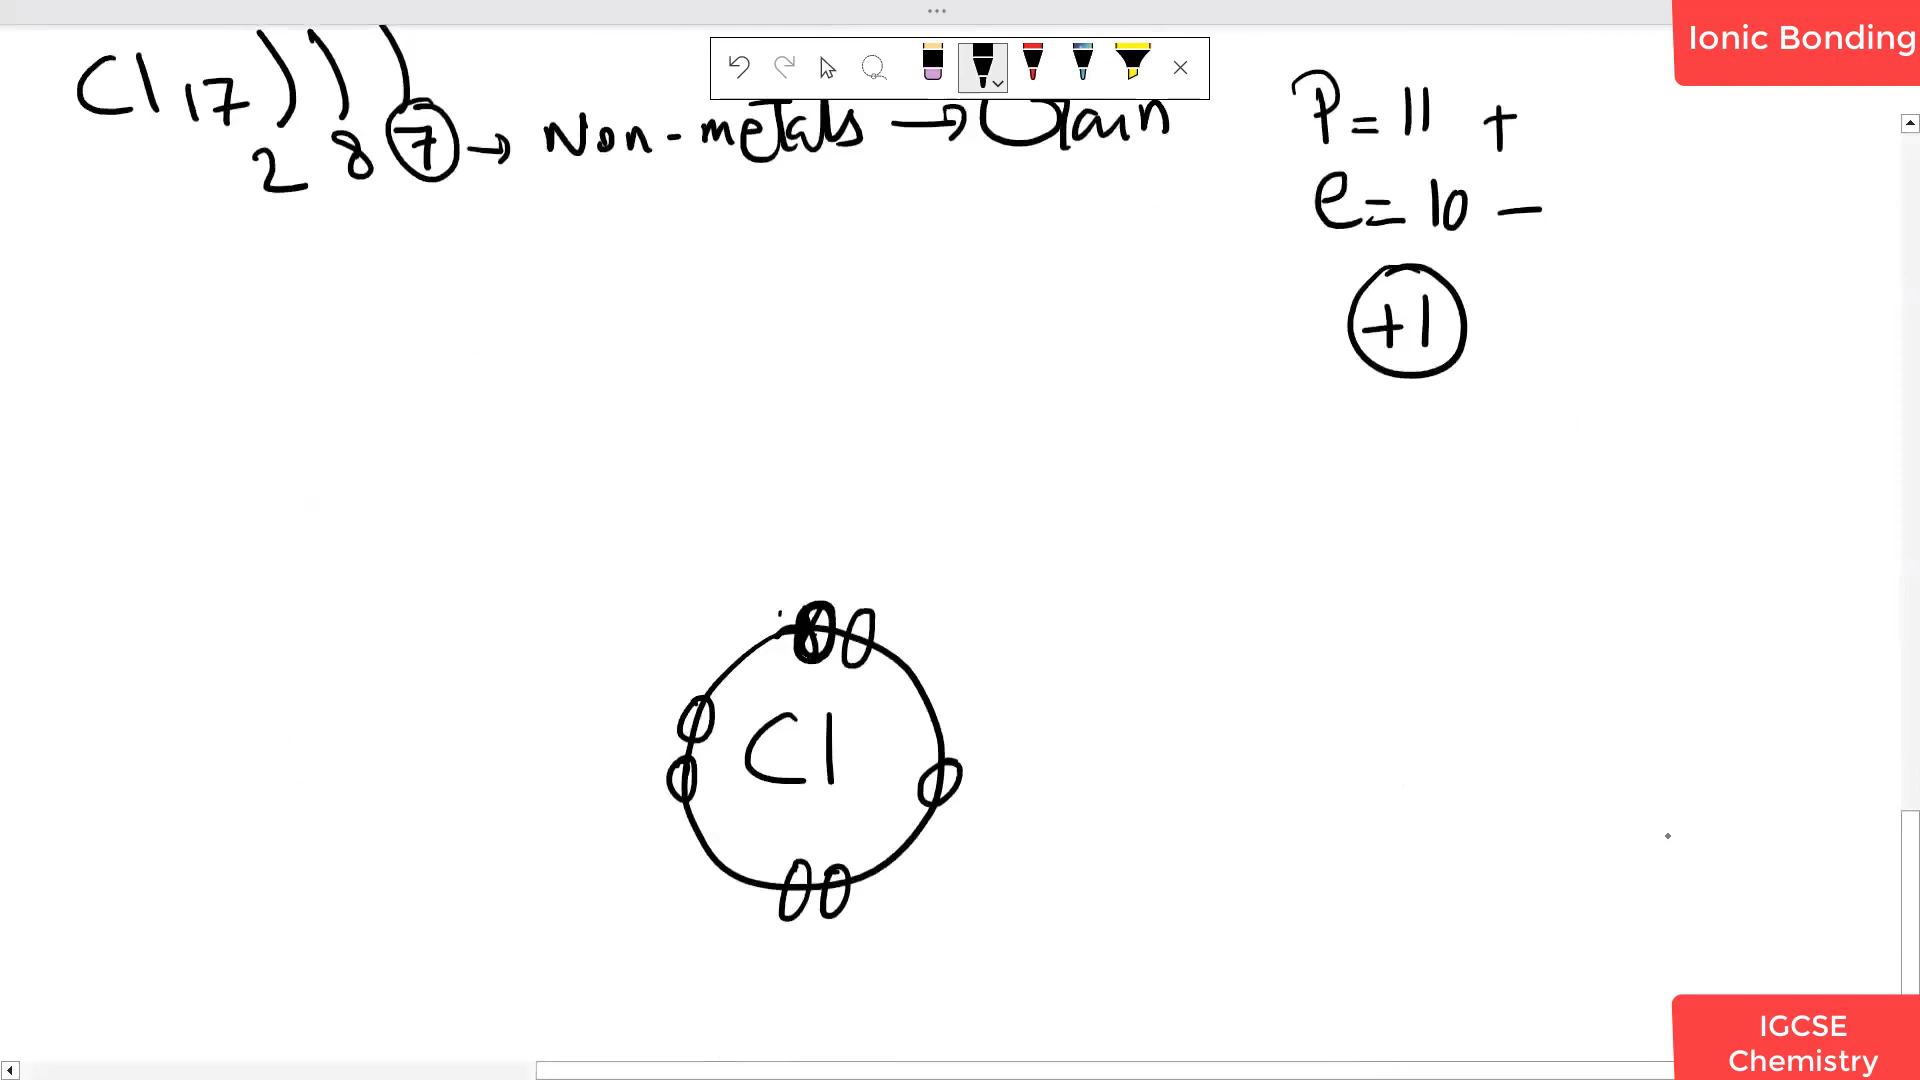 Ionic Bonding
Cl 17 ) ) )
2 8 7 → Non-metals → Gain
P = 11 +
e = 10 -
+1
Cl
IGCSE
Chemistry